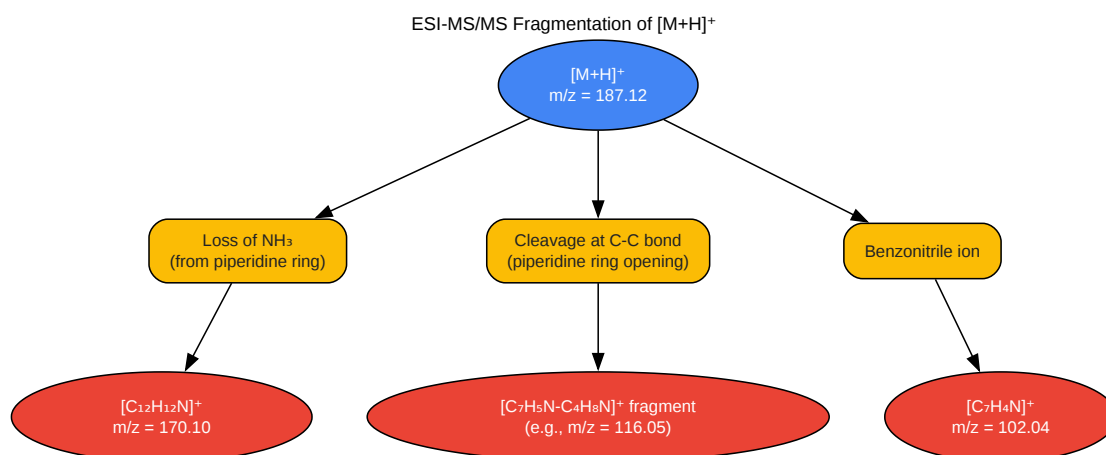 ESI-MS/MS Fragmentation of [M+H]⁺
[M+H]⁺
m/z = 187.12
Loss of NH₃
(from piperidine ring)
Cleavage at C-C bond
(piperidine ring opening)
Benzonitrile ion
[C₁₂H₁₂N]⁺
m/z = 170.10
[C₇H₅N-C₄H₈N]⁺ fragment
(e.g., m/z = 116.05)
[C₇H₄N]⁺
m/z = 102.04